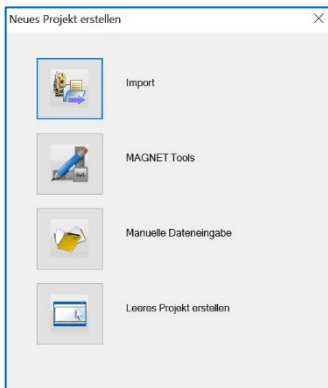 Neues Projekt erstellen
Import
MAGNET Tools
Manuelle Dateneingabe
Leeres Projekt erstellen